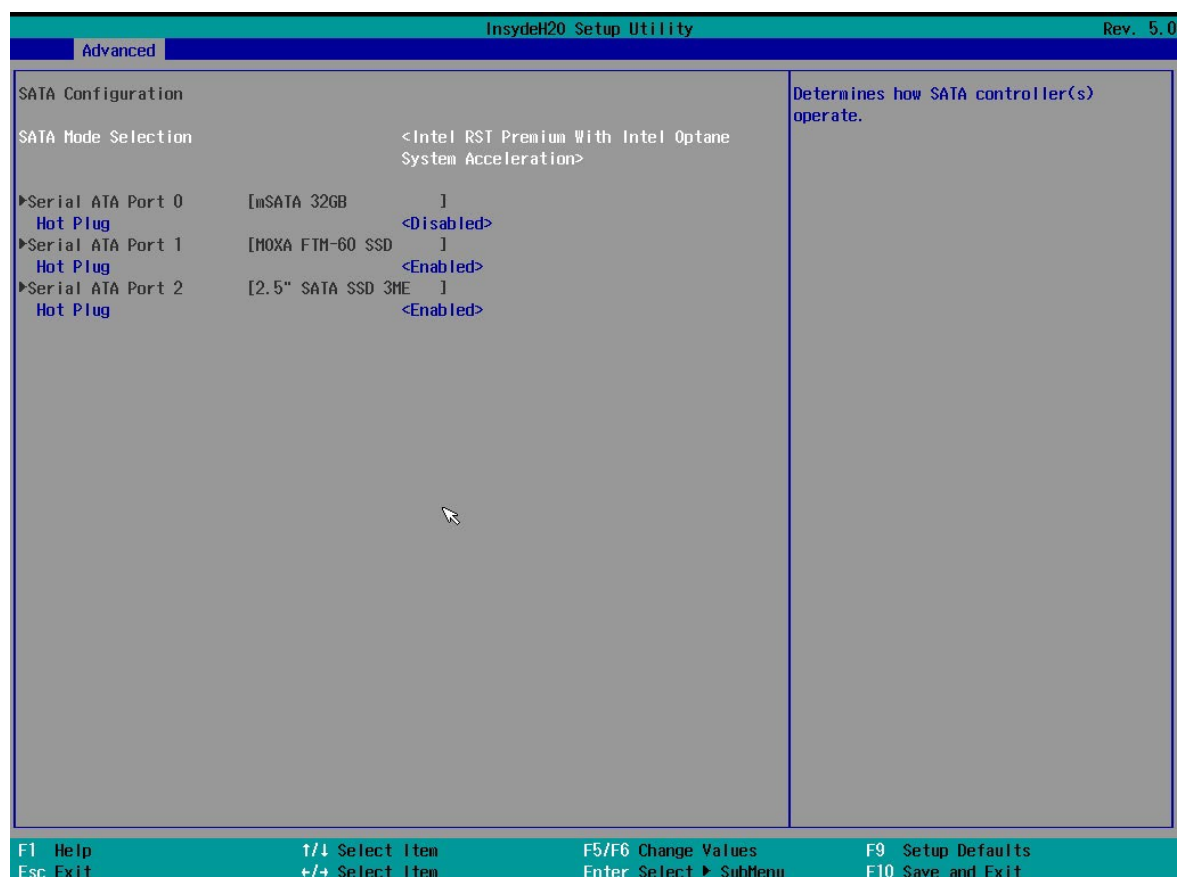 InsydeH20 Setup Utility Rev. 5.0
Advanced
SATA Configuration
Determines how SATA controller(s)
operate.
SATA Mode Selection <Intel RST Premium With Intel Optane
System Acceleration>
▶Serial ATA Port 0 [mSATA 32GB ]
Hot Plug <Disabled>
▶Serial ATA Port 1 [MOXA FTM-60 SSD ]
Hot Plug <Enabled>
▶Serial ATA Port 2 [2.5" SATA SSD 3ME ]
Hot Plug <Enabled>
F1 Help ↑/↓ Select Item F5/F6 Change Values F9 Setup Defaults
Esc Exit ←/→ Select Item Enter Select ▶ SubMenu F10 Save and Exit